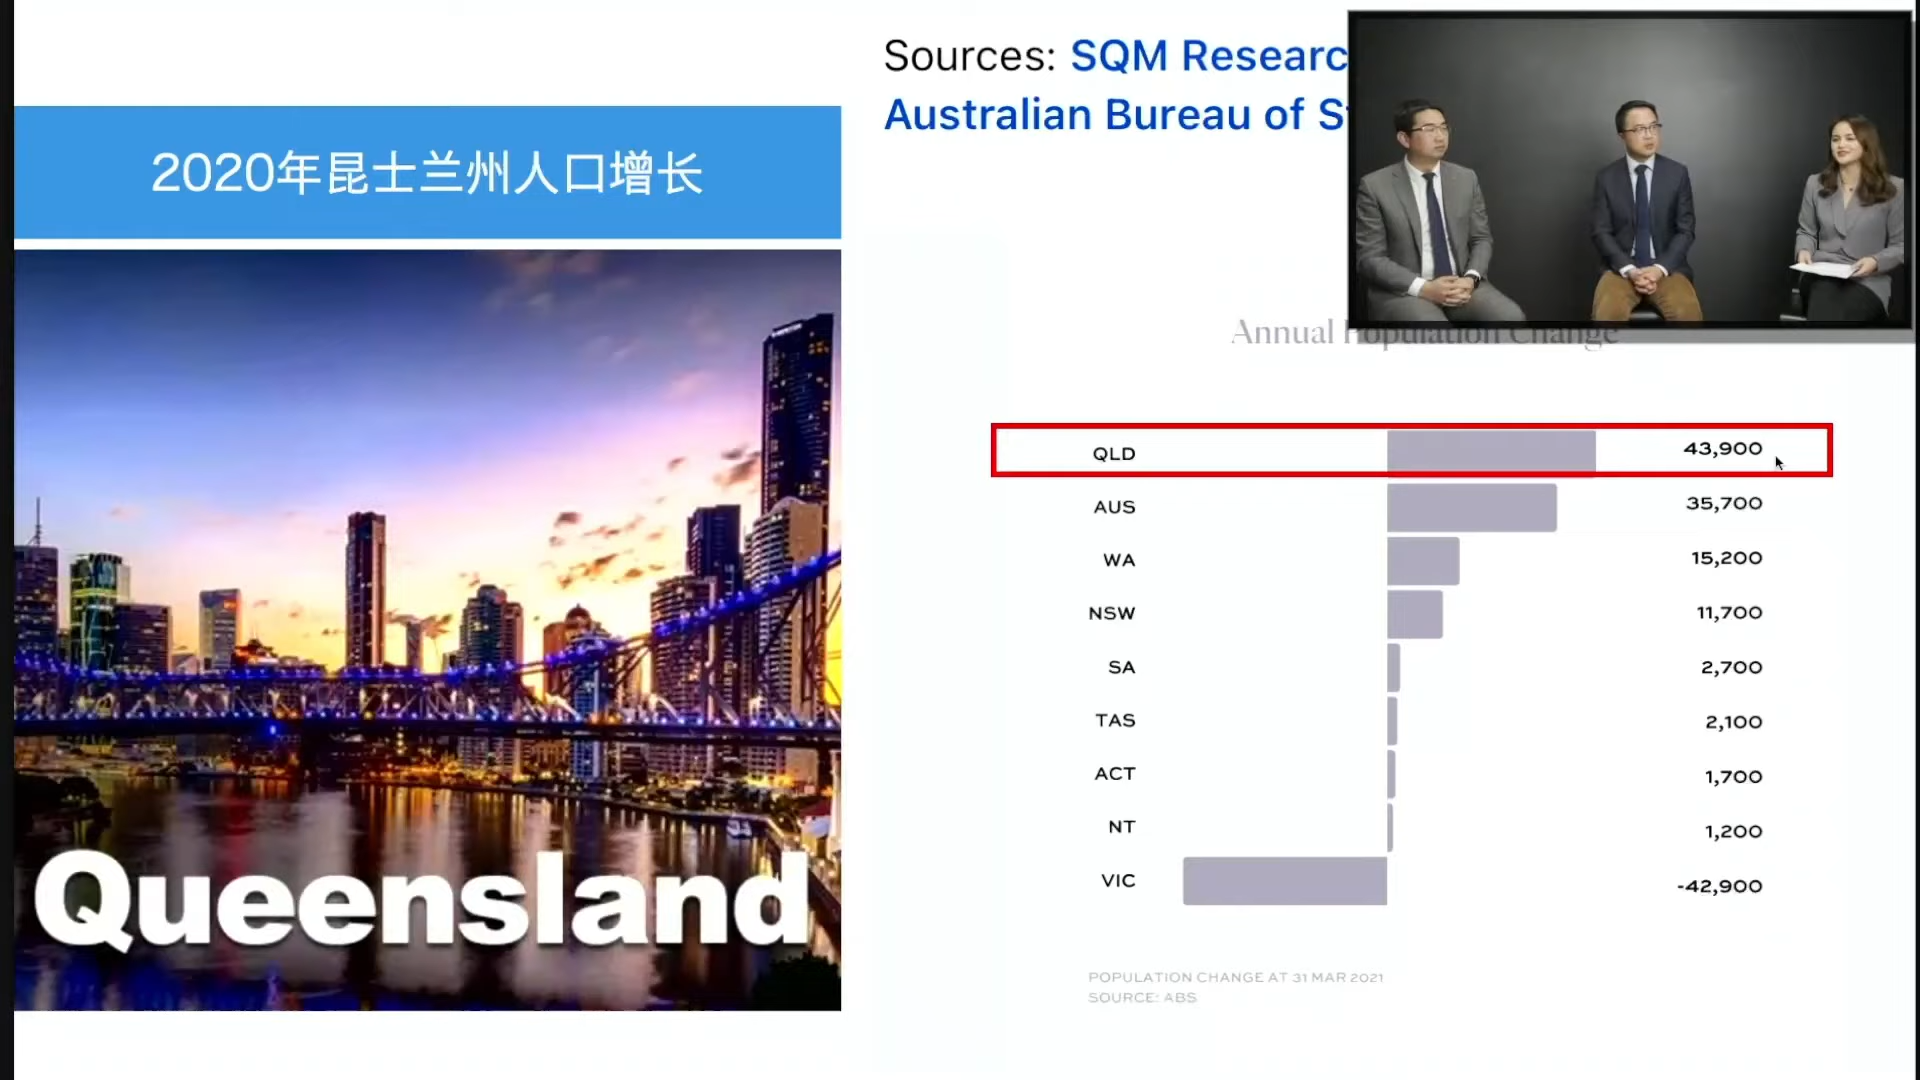 Sources: SQM Researc
Australian Bureau of S
2020年昆士兰州人口增长
Queensland
Annual Population Change
QLD 43,900
AUS 35,700
WA 15,200
NSW 11,700
SA 2,700
TAS 2,100
ACT 1,700
NT 1,200
VIC -42,900
POPULATION CHANGE AT 31 MAR 2021
SOURCE: ABS